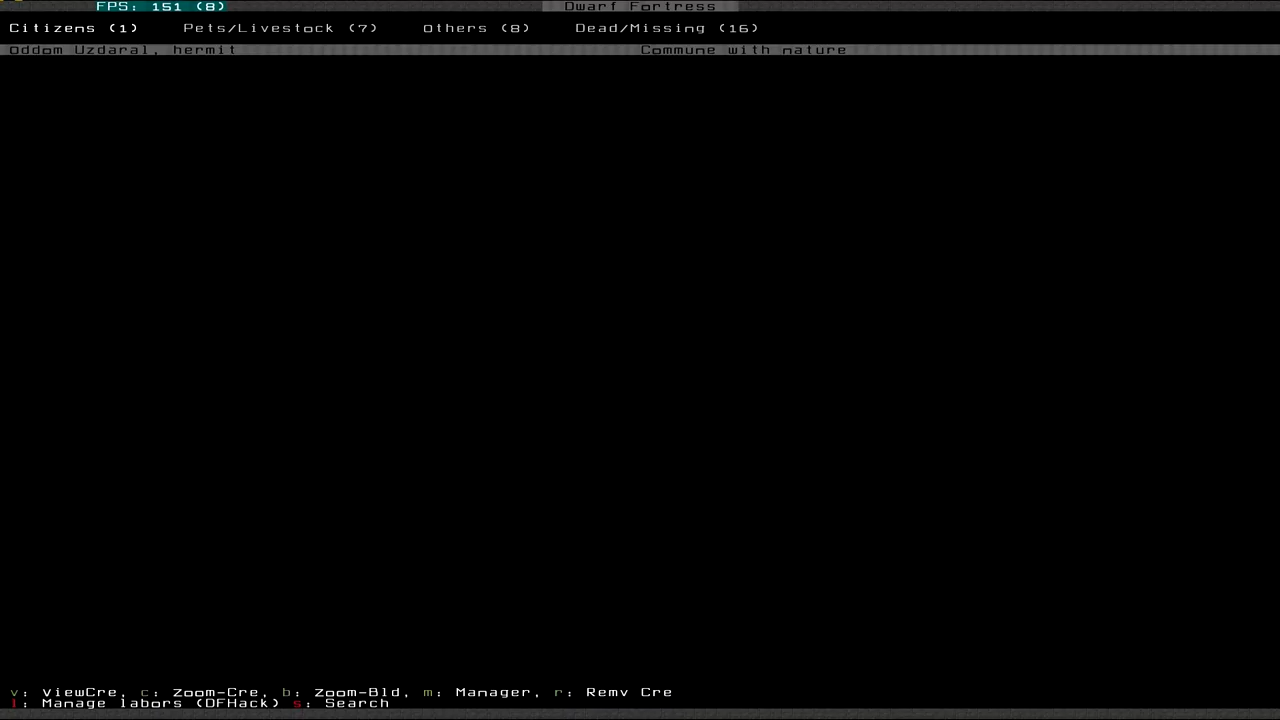 FPS: 151 (8) Dwarf Fortress
Citizens (1) Pets/Livestock (7) Others (8) Dead/Missing (16)
Oddom Uzdaral, hermit Commune with nature
v: ViewCre, c: Zoom-Cre, b: Zoom-Bld, m: Manager, r: Remv Cre
l: Manage labors (DFHack) s: Search